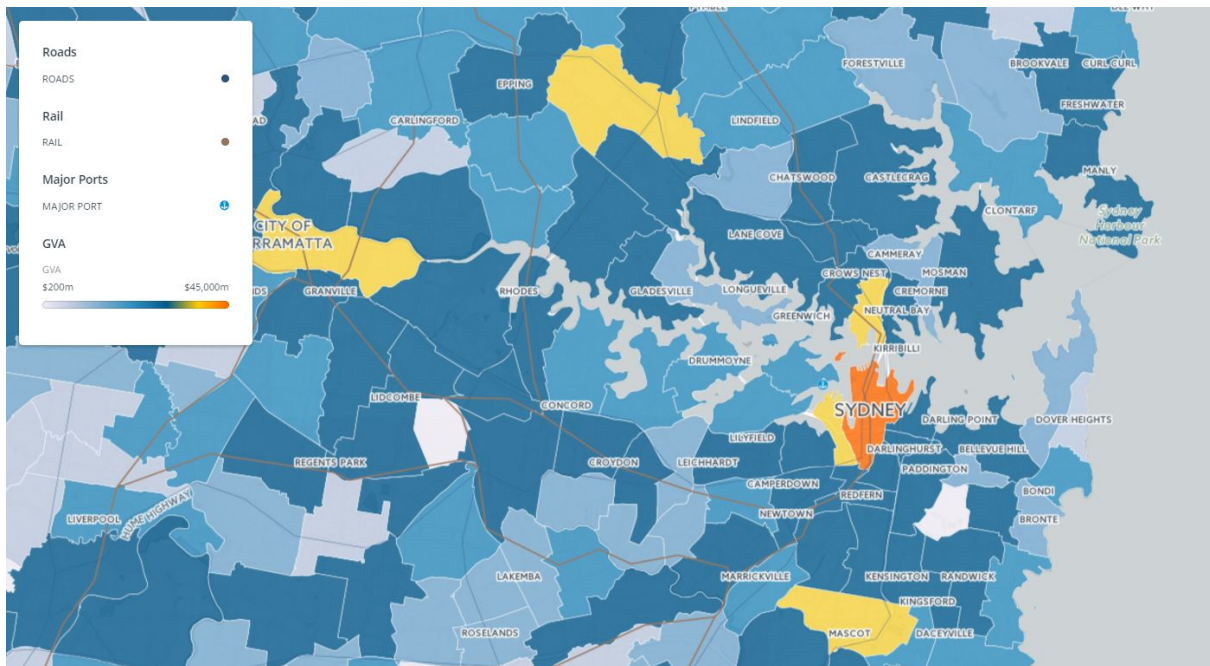 Roads
ROADS
Rail
RAIL
Major Ports
MAJOR PORT
GVA
GVA
$200m
$45,000m
FORESTVILLE
BROOKVALE
CURL CURL
EPPING
FRESHWATER
CARLINGFORD
LINDFIELD
CHATSWOOD
CASTLECRAG
MANLY
CLONTARF
Sydney
Harbour
National Park
CITY OF
RRAMATTA
LANE COVE
CAMMERAY
CROWS NEST
MOSMAN
GRANVILLE
RHODES
GLADESVILLE
LONGUEVILLE
CREMORNE
GREENWICH
NEUTRAL BAY
KIRRIBILLI
DRUMMOYNE
LIDCOMBE
CONCORD
SYDNEY
DARLING POINT
DOVER HEIGHTS
LILYFIELD
DARLINGHURST
BELLEVUE HILL
REGENTS PARK
CROYDON
LEICHHARDT
PADDINGTON
CAMPERDOWN
REDFERN
BONDI
LIVERPOOL
HUME HIGHWAY
NEWTOWN
BRONTE
LAKEMBA
MARRICKVILLE
KENSINGTON
RANDWICK
KINGSFORD
ROSELANDS
MASCOT
DACEYVILLE